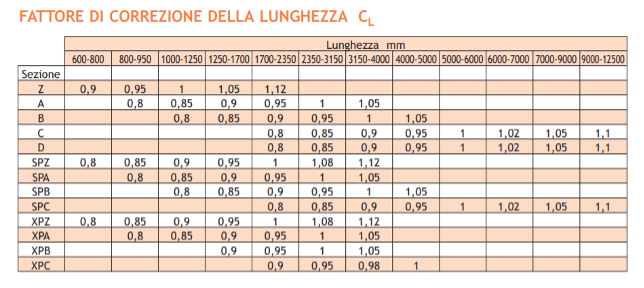 FATTORE DI CORREZIONE DELLA LUNGHEZZA CL
Lunghezza mm
600-800 800-950 1000-1250 1250-1700 1700-2350 2350-3150 3150-4000 4000-5000 5000-6000 6000-7000 7000-9000 9000-12500
Sezione
Z 0,9 0,95 1 1,05 1,12
A 0,8 0,85 0,9 0,95 1 1,05
B 0,8 0,85 0,9 0,95 1 1,05
C 0,8 0,85 0,9 0,95 1 1,02 1,05 1,1
D 0,8 0,85 0,9 0,95 1 1,02 1,05 1,1
SPZ 0,8 0,85 0,9 0,95 1 1,08 1,12
SPA 0,8 0,85 0,9 0,95 1 1,05
SPB 0,8 0,85 0,9 0,95 1 1,05
SPC 0,8 0,85 0,9 0,95 1 1,02 1,05 1,1
XPZ 0,8 0,85 0,9 0,95 1 1,08 1,12
XPA 0,8 0,85 0,9 0,95 1 1,05
XPB 0,9 0,95 1 1,05
XPC 0,9 0,95 0,98 1